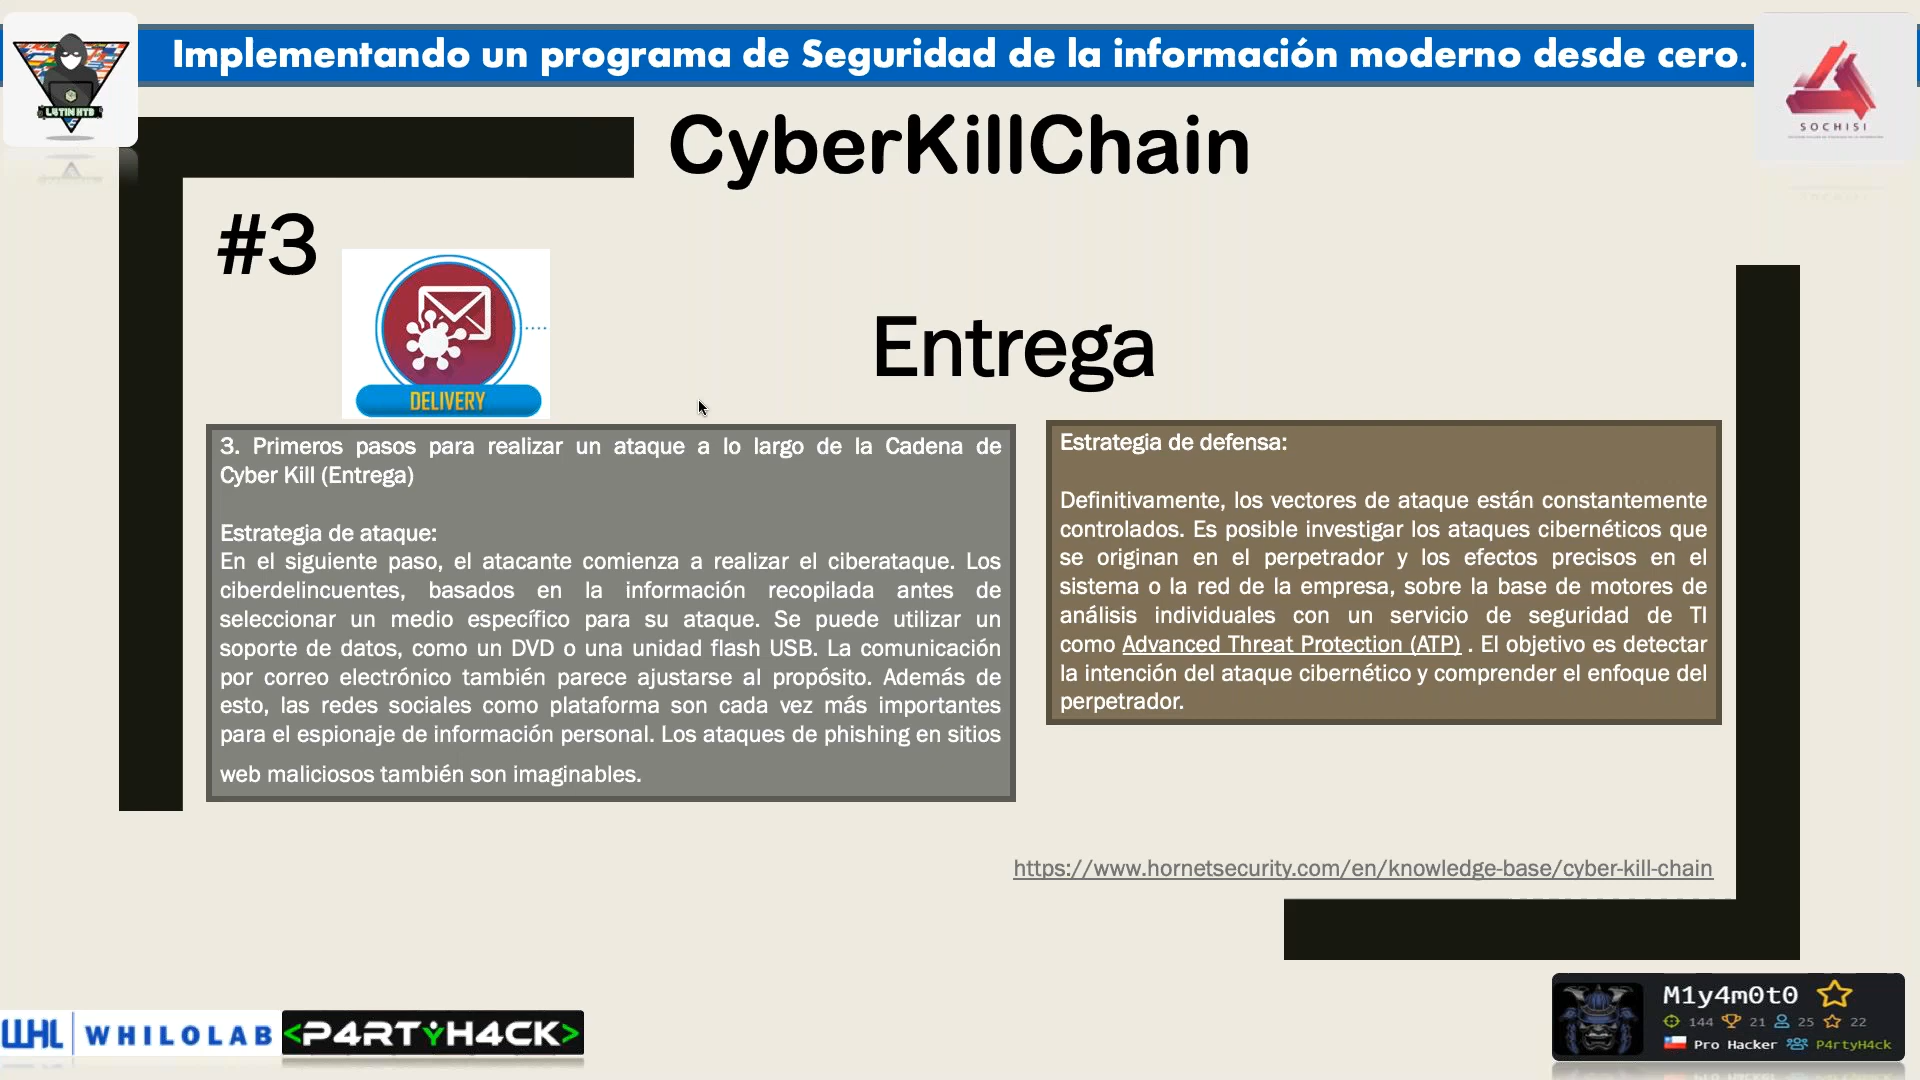 Implementando un programa de Seguridad de la información moderno desde cero.
LATIN HTB
SOCHISI
CyberKillChain
#3
DELIVERY
Entrega
3. Primeros pasos para realizar un ataque a lo largo de la Cadena de
Cyber Kill (Entrega)
Estrategia de ataque:
En el siguiente paso, el atacante comienza a realizar el ciberataque. Los
ciberdelincuentes, basados en la información recopilada antes de
seleccionar un medio específico para su ataque. Se puede utilizar un
soporte de datos, como un DVD o una unidad flash USB. La comunicación
por correo electrónico también parece ajustarse al propósito. Además de
esto, las redes sociales como plataforma son cada vez más importantes
para el espionaje de información personal. Los ataques de phishing en sitios
web maliciosos también son imaginables.
Estrategia de defensa:
Definitivamente, los vectores de ataque están constantemente
controlados. Es posible investigar los ataques cibernéticos que
se originan en el perpetrador y los efectos precisos en el
sistema o la red de la empresa, sobre la base de motores de
análisis individuales con un servicio de seguridad de TI
como Advanced Threat Protection (ATP) . El objetivo es detectar
la intención del ataque cibernético y comprender el enfoque del
perpetrador.
https://www.hornetsecurity.com/en/knowledge-base/cyber-kill-chain
WHL WHILOLAB
<P4RTYH4CK>
M1y4m0t0
144 21 25 22
Pro Hacker P4rtyH4ck